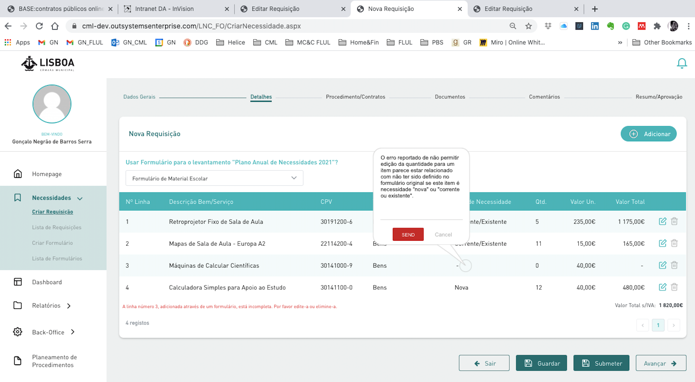 BASE:contratos públicos onlin
Intranet DA – InVision
Editar Requisição
Nova Requisição
Editar Requisição
cmi-dev.outsystemsenterprise.com/LNC_FO/CriarNecessidade.aspx
Apps
GN
GN_FLUL
GN_CML
GN
DDG
Helice
CML
MC&C FLUL
Home&Fin
FLUL
PBS
GR
Miro | Online Whit...
Other Bookmarks
LISBOA
CÂMARA MUNICIPAL
BEM-VINDO
Gonçalo Negrão de Barros Serra
Homepage
Necessidades
Criar Requisição
Lista de Requisições
Criar Formulário
Lista de Formulários
Dashboard
Relatórios
Back-Office
Planeamento de
Procedimentos
Dados Gerais
Detalhes
Procedimento/Contratos
Documentos
Comentários
Resumo/Aprovação
Nova Requisição
Adicionar
Usar Formulário para o levantamento "Plano Anual de Necessidades 2021"?
Formulário de Material Escolar
Nº Linha Descrição Bem/Serviço CPV de Necessidade Qtd. Valor Un. Valor Total
1 Retroprojetor Fixo de Sala de Aula 30191200-6 nte/Existente 5 235,00€ 1 175,00€
2 Mapas de Sala de Aula - Europa A2 22114200-4 Bens Corrente/Existente 11 15,00€ 165,00€
3 Máquinas de Calcular Científicas 30141000-9 Bens - 0 40,00€ -
4 Calculadora Simples para Apoio ao Estudo 30141100-0 Bens Nova 12 40,00€ 480,00€
O erro reportado de não permitir
edição da quantidade para um
item parece estar relacionado
com não ter sido definido no
formulário orginal se este item é
necessidade "nova" ou "corrente
ou existente".
SEND
Cancel
A linha número 3, adicionada através de um formulário, está incompleta. Por favor edite-a ou elimine-a.
Valor Total s/IVA: 1 820,00€
4 registos
1
Sair
Guardar
Submeter
Avançar